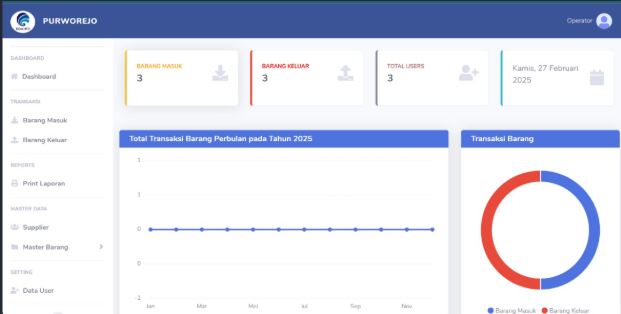 KOMINFO
PURWOREJO
Operator
DASHBOARD
Dashboard
TRANSAKSI
Barang Masuk
Barang Keluar
REPORTS
Print Laporan
MASTER DATA
Supplier
Master Barang
SETTING
Data User
BARANG MASUK
3
BARANG KELUAR
3
TOTAL USERS
3
Kamis, 27 Februari
2025
Total Transaksi Barang Perbulan pada Tahun 2025
1
1
0
0
-1
Jan
Mar
Mei
Jul
Sep
Nov
Transaksi Barang
Barang Masuk
Barang Keluar